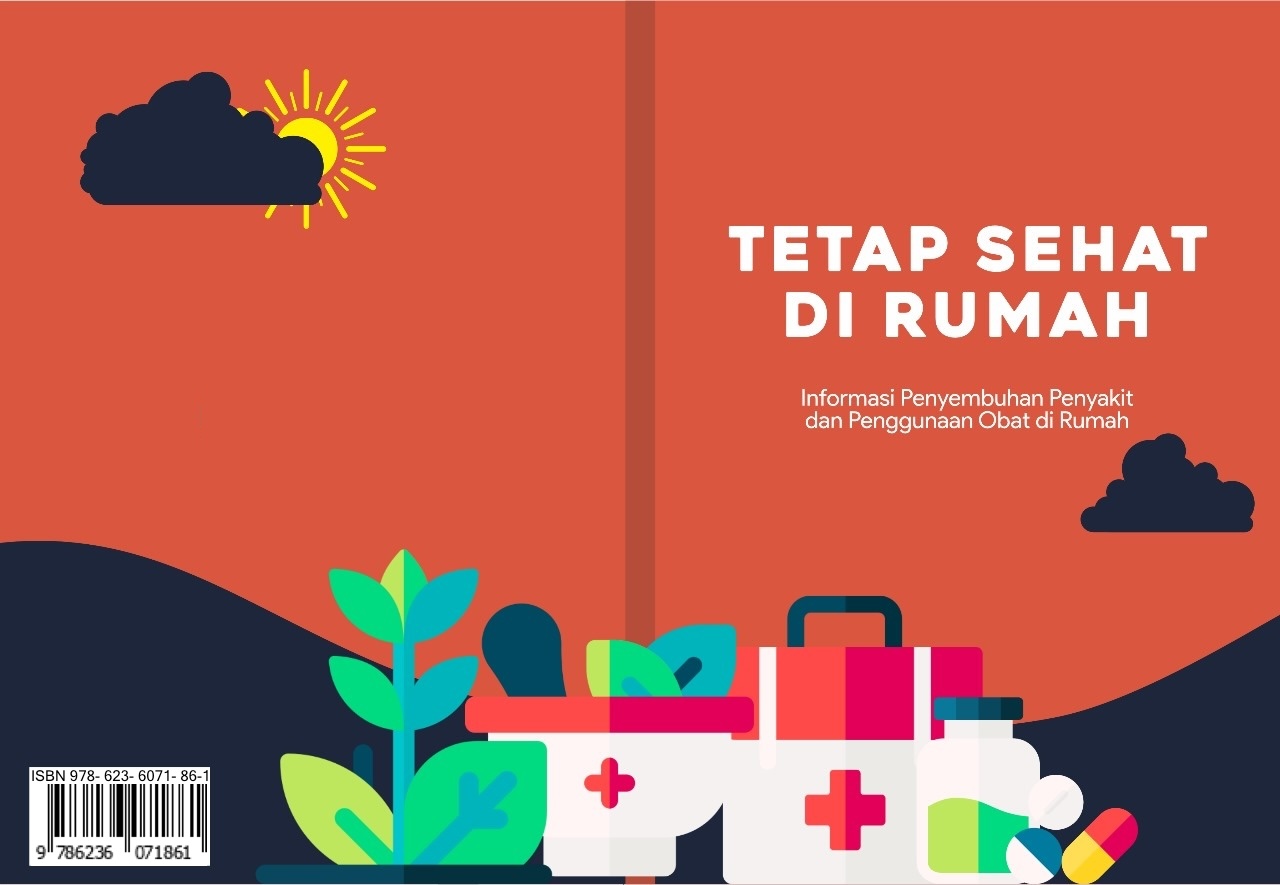 TETAP SEHAT
DI RUMAH
Informasi Penyembuhan Penyakit
dan Penggunaan Obat di Rumah
ISBN 978- 623- 6071- 86-1
9 786236 071861